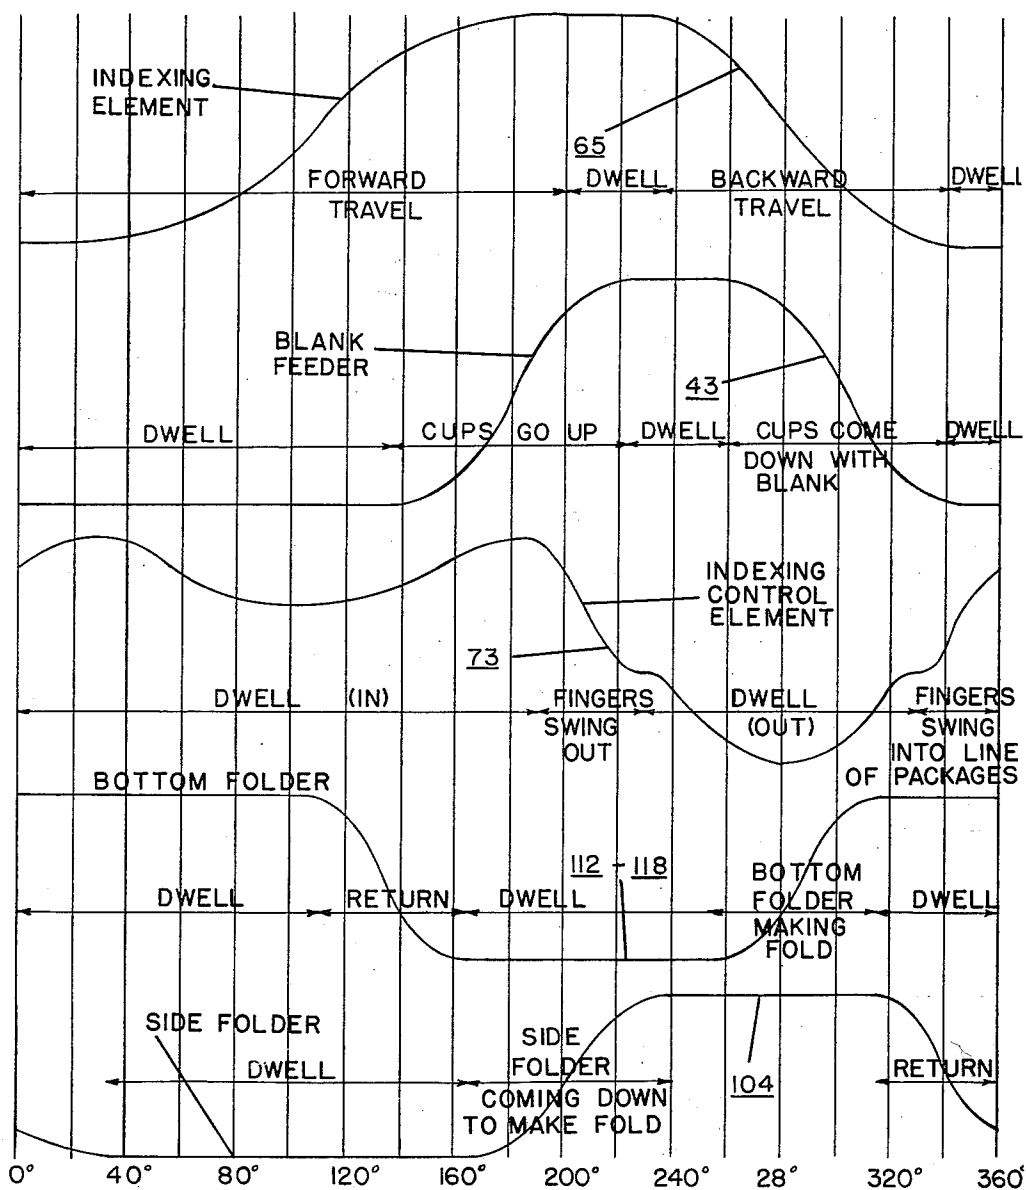 INDEXING
ELEMENT
65
FORWARD
TRAVEL
DWELL
BACKWARD
TRAVEL
DWELL
BLANK
FEEDER
43
DWELL
CUPS GO UP
DWELL
CUPS COME
DOWN WITH
BLANK
DWELL
INDEXING
CONTROL
ELEMENT
73
DWELL (IN)
FINGERS
SWING
OUT
DWELL
(OUT)
FINGERS
SWING
INTO LINE
OF PACKAGES
BOTTOM FOLDER
112 - 118
DWELL
RETURN
DWELL
BOTTOM
FOLDER
MAKING
FOLD
DWELL
SIDE FOLDER
DWELL
SIDE
FOLDER
COMING DOWN
TO MAKE FOLD
104
RETURN
0° 40° 80° 120° 160° 200° 240° 28° 320° 360°